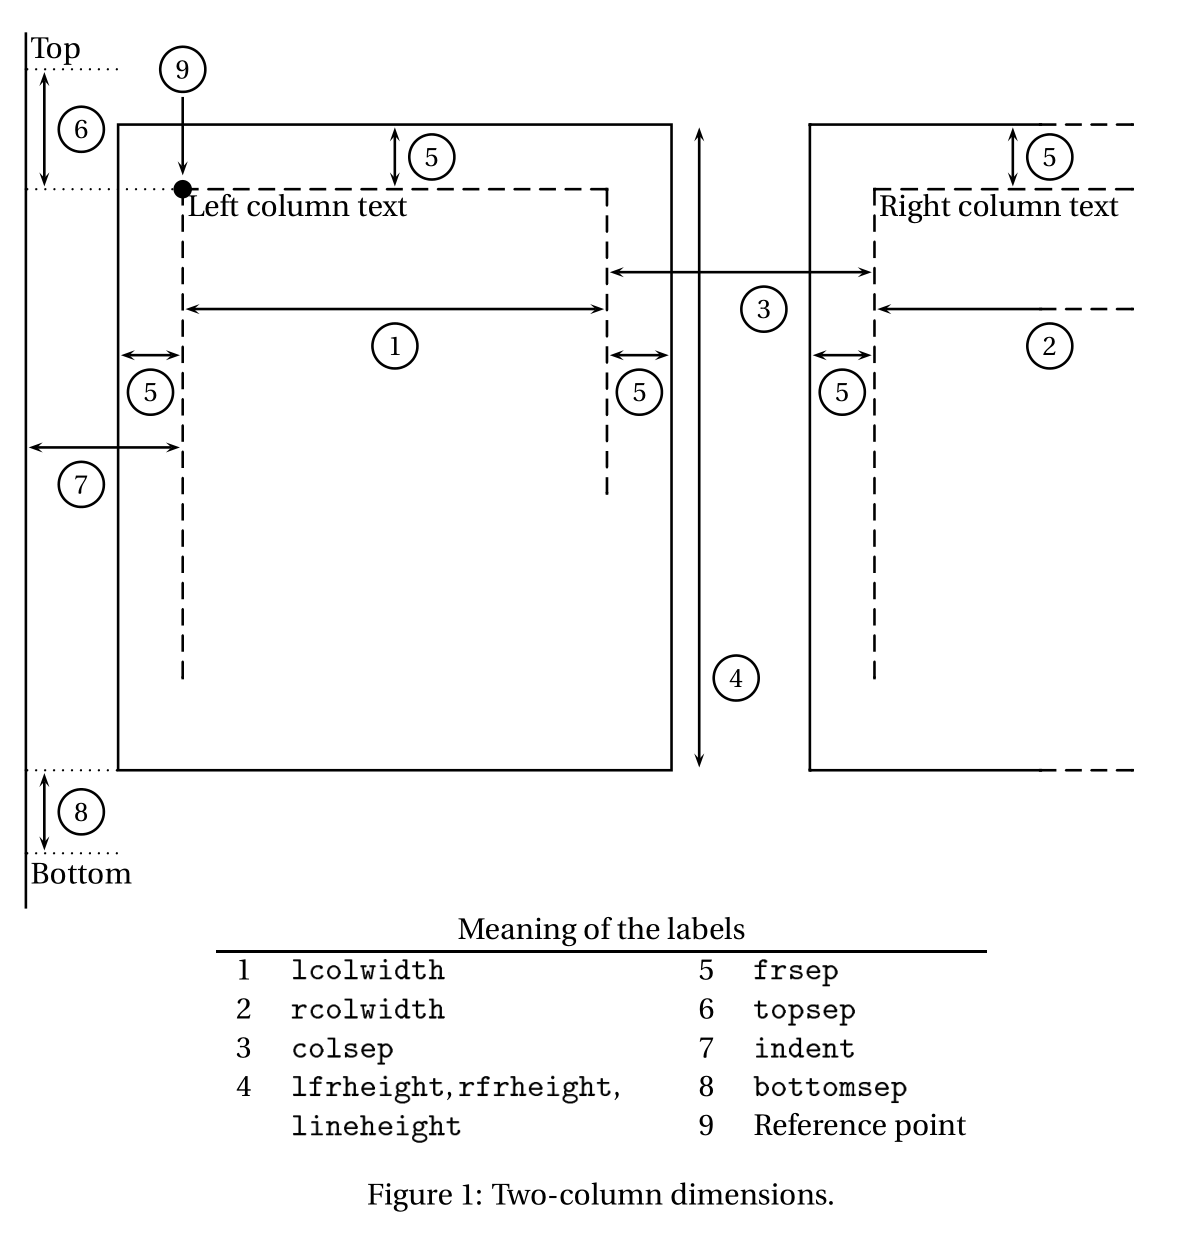 Top
9
6
5
5
Left column text
Right column text
3
1
2
5
5
5
7
4
8
Bottom
Meaning of the labels
1 lcolwidth 5 frsep
2 rcolwidth 6 topsep
3 colsep 7 indent
4 lfrheight, rfrheight, 8 bottomsep
lineheight 9 Reference point
Figure 1: Two-column dimensions.